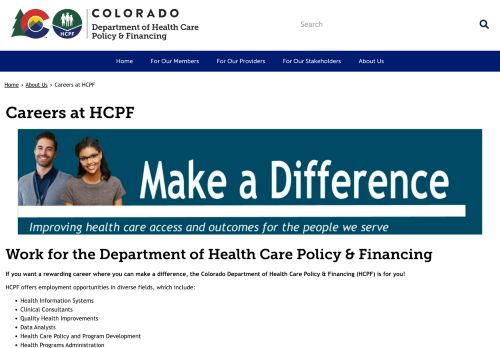 COLORADO
Department of Health Care
Policy & Financing
HCPF
Search
Home
For Our Members
For Our Providers
For Our Stakeholders
About Us
Home › About Us › Careers at HCPF
Careers at HCPF
Make a Difference
Improving health care access and outcomes for the people we serve
Work for the Department of Health Care Policy & Financing
If you want a rewarding career where you can make a difference, the Colorado Department of Health Care Policy & Financing (HCPF) is for you!
HCPF offers employment opportunities in diverse fields, which include:
• Health Information Systems
• Clinical Consultants
• Quality Health Improvements
• Data Analysts
• Health Care Policy and Program Development
• Health Programs Administration